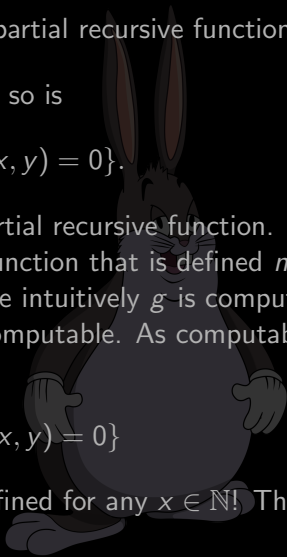 partial recursive function
so is
x, y) = 0}.
rtial recursive function.
unction that is defined n
e intuitively g is comput
omputable. As computab
x, y) = 0}
fined for any x ∈ ℕ! Th